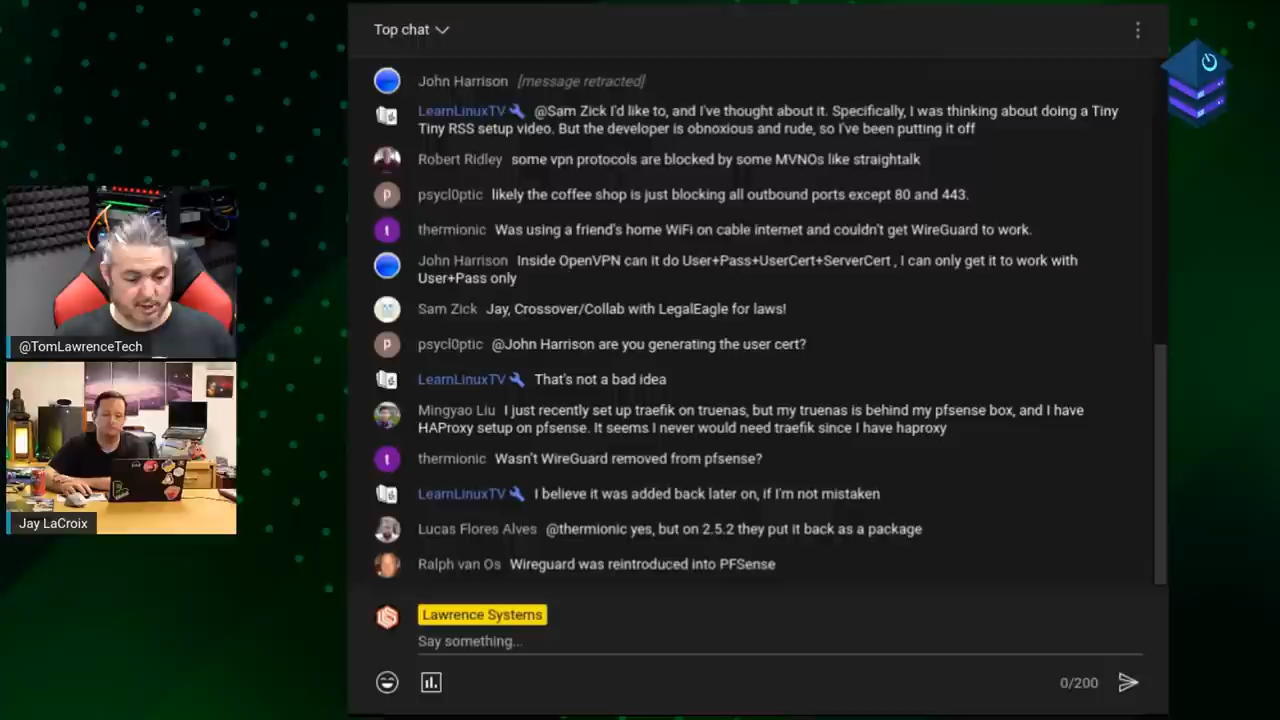 Top chat
John Harrison [message retracted]
LearnLinuxTV @Sam Zick I'd like to, and I've thought about it. Specifically, I was thinking about doing a Tiny
Tiny RSS setup video. But the developer is obnoxious and rude, so I've been putting it off
Robert Ridley some vpn protocols are blocked by some MVNOs like straightalk
psycl0ptic likely the coffee shop is just blocking all outbound ports except 80 and 443.
thermionic Was using a friend's home WiFi on cable internet and couldn't get WireGuard to work.
John Harrison Inside OpenVPN can it do User+Pass+UserCert+ServerCert , I can only get it to work with
User+Pass only
Sam Zick Jay, Crossover/Collab with LegalEagle for laws!
psycl0ptic @John Harrison are you generating the user cert?
LearnLinuxTV That's not a bad idea
Mingyao Liu I just recently set up traefik on truenas, but my truenas is behind my pfsense box, and I have
HAProxy setup on pfsense. It seems I never would need traefik since I have haproxy
thermionic Wasn't WireGuard removed from pfsense?
LearnLinuxTV I believe it was added back later on, if I'm not mistaken
Lucas Flores Alves @thermionic yes, but on 2.5.2 they put it back as a package
Ralph van Os Wireguard was reintroduced into PFSense
Lawrence Systems
Say something...
0/200
@TomLawrenceTech
Jay LaCroix